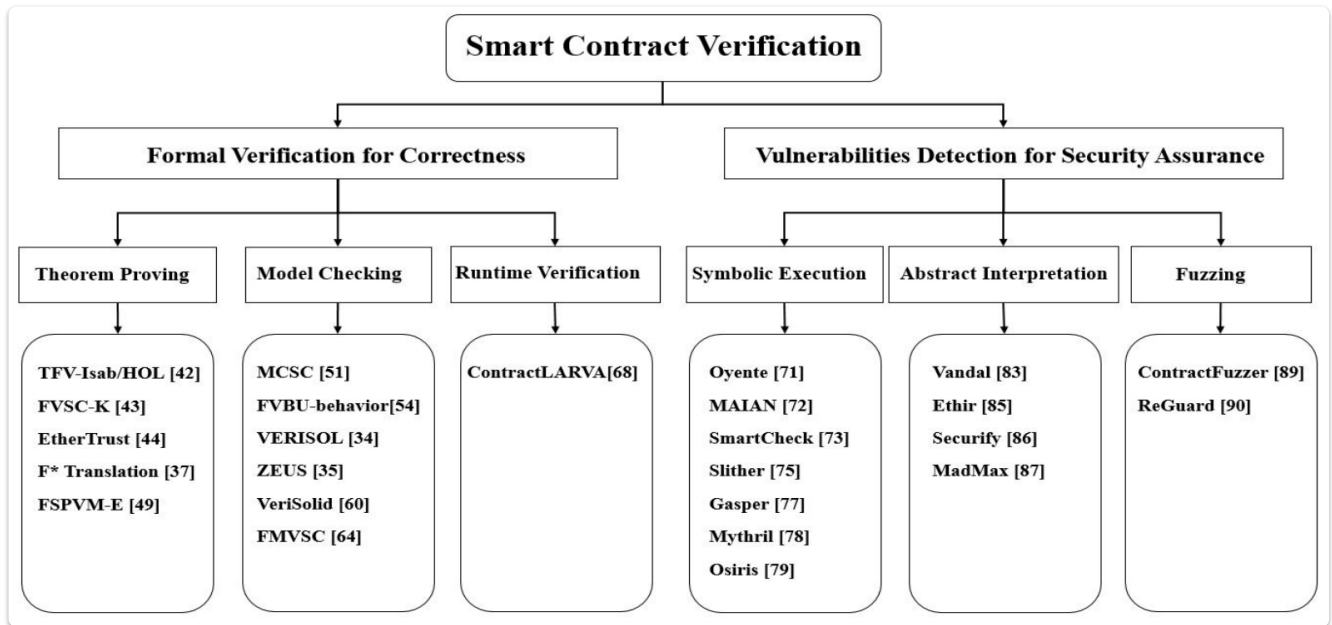 Smart Contract Verification
Formal Verification for Correctness
Vulnerabilities Detection for Security Assurance
Theorem Proving
Model Checking
Runtime Verification
Symbolic Execution
Abstract Interpretation
Fuzzing
TFV-Isab/HOL [42]
FVSC-K [43]
EtherTrust [44]
F* Translation [37]
FSPVM-E [49]
MCSC [51]
FVBU-behavior[54]
VERISOL [34]
ZEUS [35]
VeriSolid [60]
FMVSC [64]
ContractLARVA[68]
Oyente [71]
MAIAN [72]
SmartCheck [73]
Slither [75]
Gasper [77]
Mythril [78]
Osiris [79]
Vandal [83]
Ethir [85]
Securify [86]
MadMax [87]
ContractFuzzer [89]
ReGuard [90]